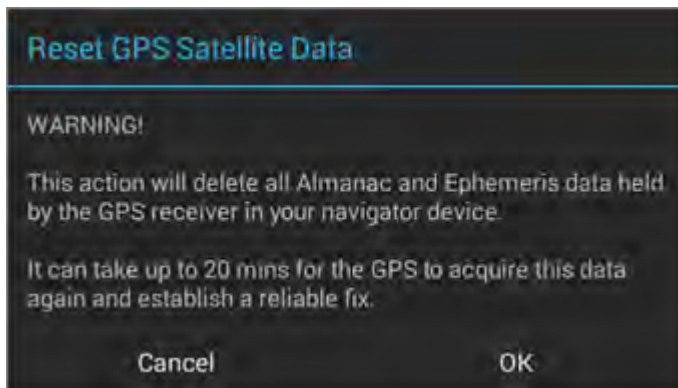 Reset GPS Satellite Data
WARNING!
This action will delete all Almanac and Ephemeris data held
by the GPS receiver in your navigator device.
It can take up to 20 mins for the GPS to acquire this data
again and establish a reliable fix.
Cancel OK